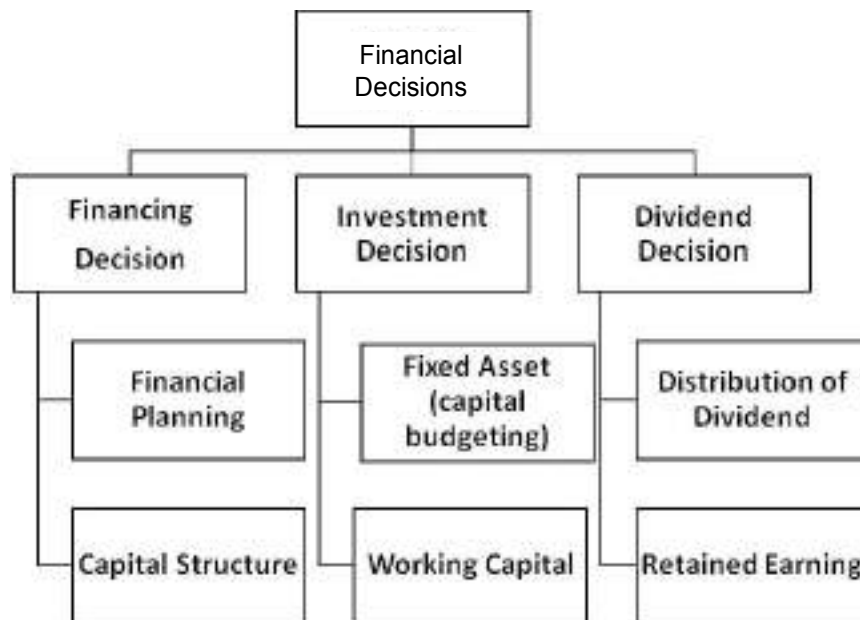 Financial
Decisions
Financing
Decision
Investment
Decision
Dividend
Decision
Financial
Planning
Fixed Asset
(capital
budgeting)
Distribution of
Dividend
Capital Structure
Working Capital
Retained Earning